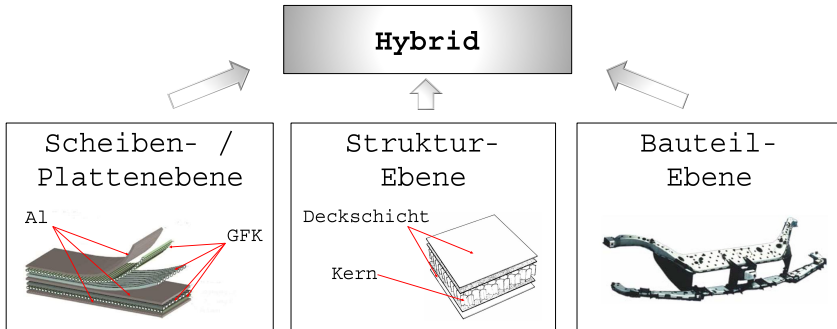 Hybrid
Scheiben- /
Plattenebene
Al
GFK
Struktur-
Ebene
Deckschicht
Kern
Bauteil-
Ebene